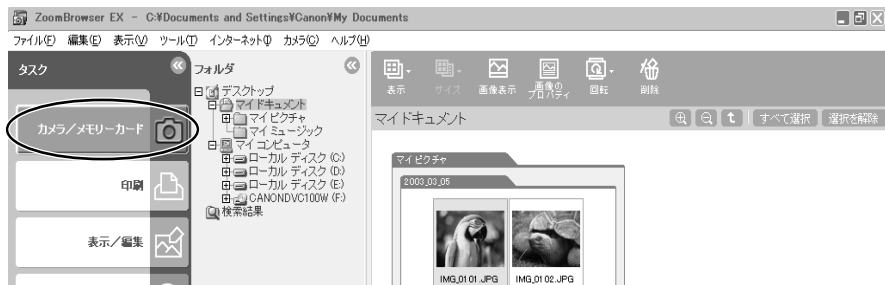 ZoomBrowser EX - C:¥Documents and Settings¥Canon¥My Documents
ファイル(F) 編集(E) 表示(V) ツール(T) インターネット(I) カメラ(C) ヘルプ(H)
タスク
カメラ/メモリーカード
印刷
表示/編集
フォルダ
デスクトップ
マイ ドキュメント
マイ ピクチャ
マイ ミュージック
マイ コンピュータ
ローカル ディスク (C:)
ローカル ディスク (D:)
ローカル ディスク (E:)
CANONDVC100W (F:)
検索結果
表示 サイズ 画像表示 画像のプロパティ 回転 削除
マイ ドキュメント すべて選択 選択を解除
マイ ピクチャ
2003_03_05
IMG_0101.JPG IMG_0102.JPG